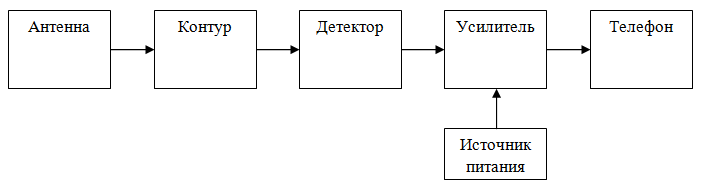 Антенна
Контур
Детектор
Усилитель
Телефон
Источник
питания